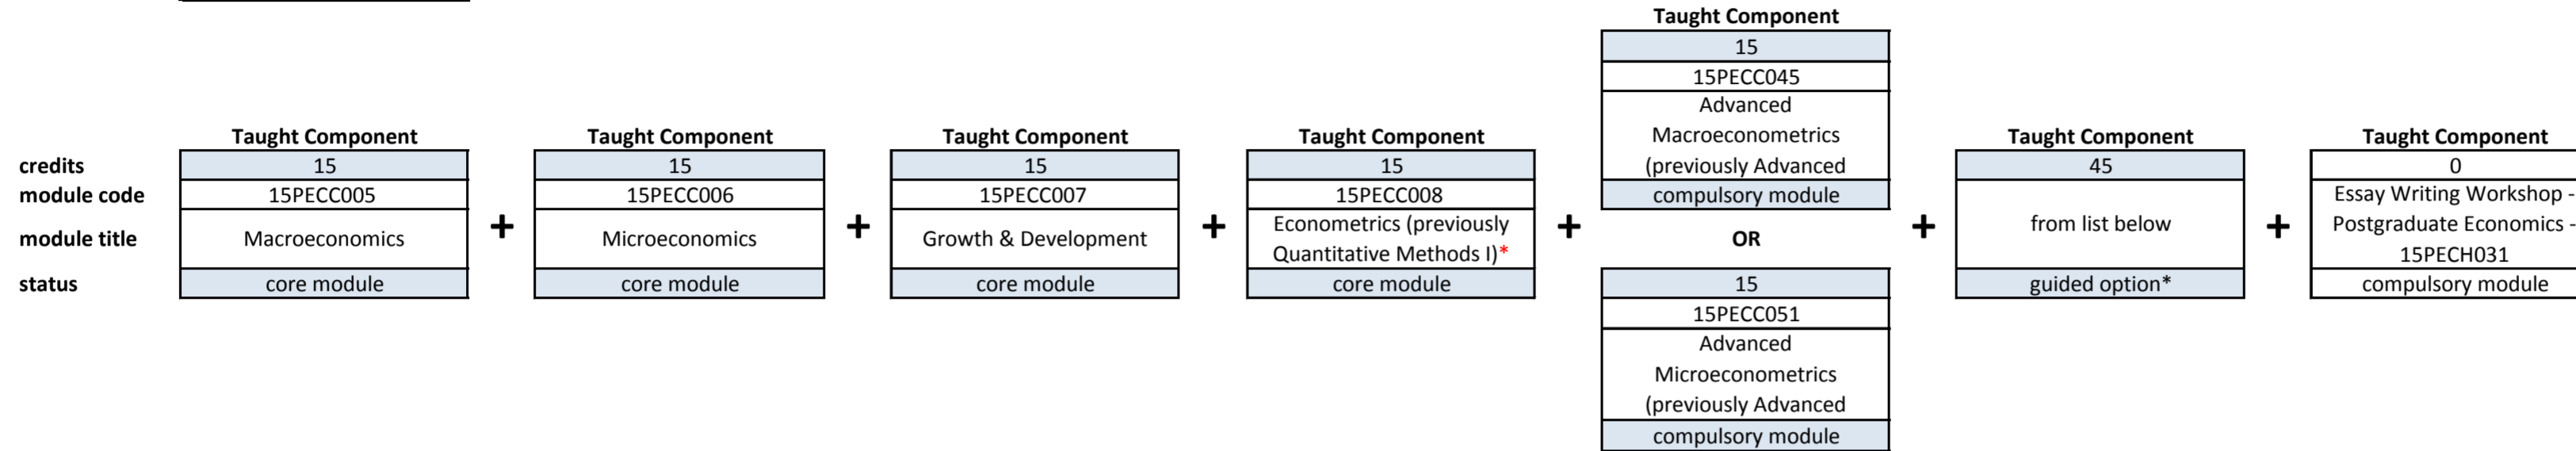 credits
module code
module title
status
Taught Component
15
15PECC005
Macroeconomics
core module
+
Taught Component
15
15PECC006
Microeconomics
core module
+
Taught Component
15
15PECC007
Growth & Development
core module
+
Taught Component
15
15PECC008
Econometrics (previously
Quantitative Methods I)*
core module
+
Taught Component
15
15PECC045
Advanced
Macroeconometrics
(previously Advanced
compulsory module
OR
15
15PECC051
Advanced
Microeconometrics
(previously Advanced
compulsory module
+
Taught Component
45
from list below
guided option*
+
Taught Component
0
Essay Writing Workshop -
Postgraduate Economics -
15PECH031
compulsory module